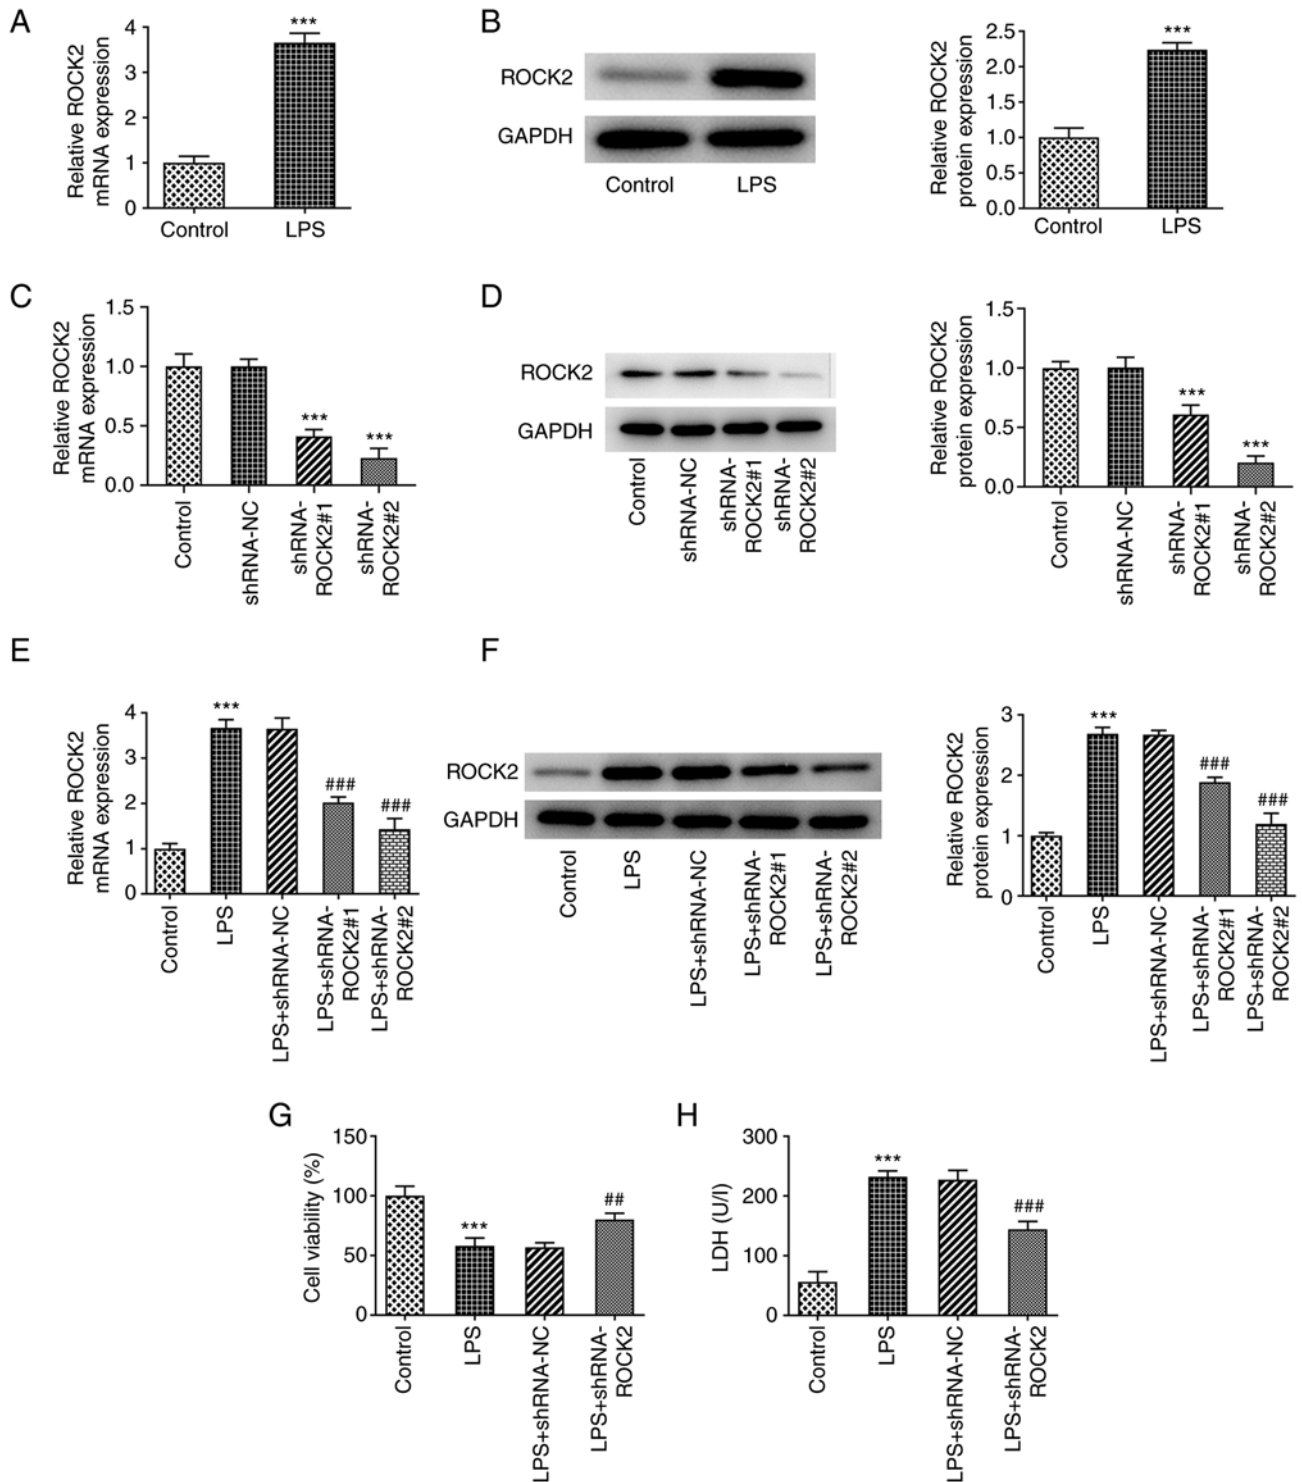 A
Relative ROCK2
mRNA expression
4
3
2
1
0
***
Control
LPS
B
ROCK2
GAPDH
Control
LPS
Relative ROCK2
protein expression
2.5
2.0
1.5
1.0
0.5
0.0
***
Control
LPS
C
Relative ROCK2
mRNA expression
1.5
1.0
0.5
0.0
***
***
Control
shRNA-NC
shRNA-
ROCK2#1
shRNA-
ROCK2#2
D
ROCK2
GAPDH
Control
shRNA-NC
shRNA-
ROCK2#1
shRNA-
ROCK2#2
Relative ROCK2
protein expression
1.5
1.0
0.5
0.0
***
***
Control
shRNA-NC
shRNA-
ROCK2#1
shRNA-
ROCK2#2
E
Relative ROCK2
mRNA expression
4
3
2
1
0
***
###
###
Control
LPS
LPS+shRNA-NC
LPS+shRNA-
ROCK2#1
LPS+shRNA-
ROCK2#2
F
ROCK2
GAPDH
Control
LPS
LPS+shRNA-NC
LPS+shRNA-
ROCK2#1
LPS+shRNA-
ROCK2#2
Relative ROCK2
protein expression
3
2
1
0
***
###
###
Control
LPS
LPS+shRNA-NC
LPS+shRNA-
ROCK2#1
LPS+shRNA-
ROCK2#2
G
Cell viability (%)
150
100
50
0
***
##
Control
LPS
LPS+shRNA-NC
LPS+shRNA-
ROCK2
H
LDH (U/l)
300
200
100
0
***
###
Control
LPS
LPS+shRNA-NC
LPS+shRNA-
ROCK2